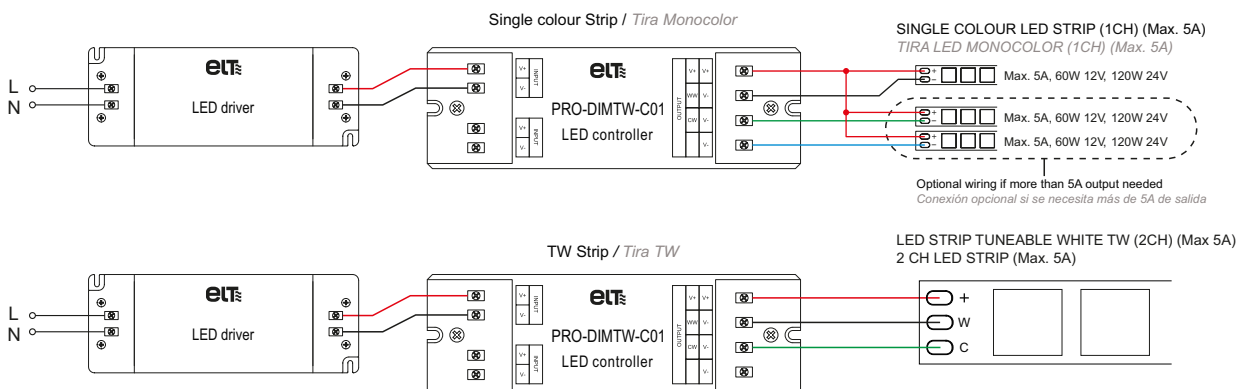 Single colour Strip / Tira Monocolor
SINGLE COLOUR LED STRIP (1CH) (Max. 5A)
TIRA LED MONOCOLOR (1CH) (Max. 5A)
L
N
eLT
LED driver
V+
V-
INPUT
V+
V-
INPUT
eLT
PRO-DIMTW-C01
LED controller
OUTPUT
V+ V+
WW V-
CW V-
V-
+
-
Max. 5A, 60W 12V, 120W 24V
+
-
Max. 5A, 60W 12V, 120W 24V
+
-
Max. 5A, 60W 12V, 120W 24V
Optional wiring if more than 5A output needed
Conexión opcional si se necesita más de 5A de salida
TW Strip / Tira TW
LED STRIP TUNEABLE WHITE TW (2CH) (Max 5A)
2 CH LED STRIP (Max. 5A)
L
N
eLT
LED driver
V+
V-
INPUT
V+
V-
INPUT
eLT
PRO-DIMTW-C01
LED controller
OUTPUT
V+ V+
WW V-
CW V-
V-
+
W
C